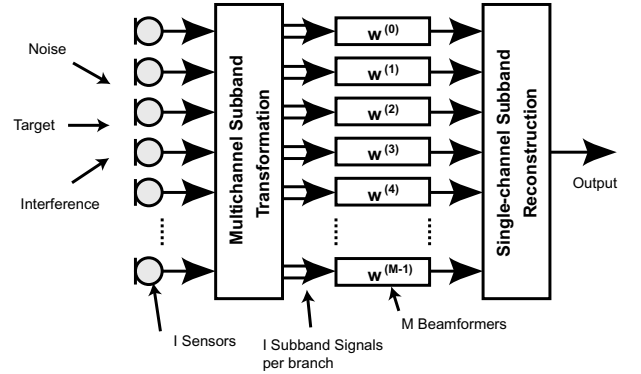 Noise
Target
Interference
I Sensors
Multichannel Subband
Transformation
I Subband Signals
per branch
w(0)
w(1)
w(2)
w(3)
w(4)
w(M-1)
M Beamformers
Single-channel Subband
Reconstruction
Output